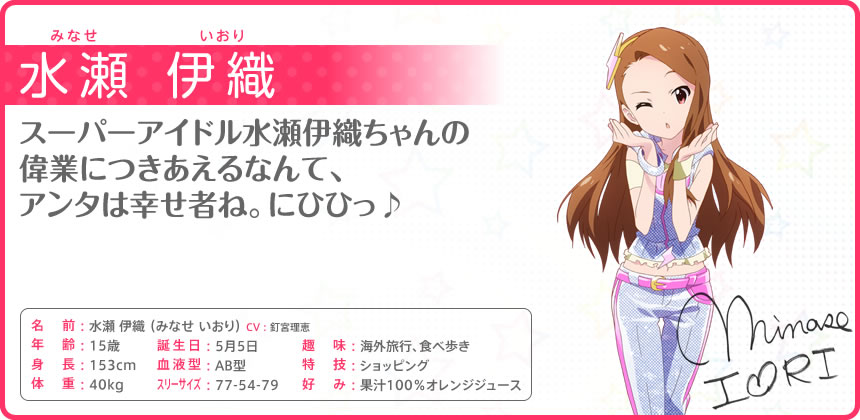 みなせ いおり
水瀬 伊織
スーパーアイドル水瀬伊織ちゃんの
偉業につきあえるなんて、
アンタは幸せ者ね。にひひっ♪
名 前：水瀬 伊織（みなせ いおり） CV：釘宮理恵
年 齢：15歳 誕生日：5月5日 趣 味：海外旅行、食べ歩き
身 長：153cm 血液型：AB型 特 技：ショッピング
体 重：40kg スリーサイズ：77-54-79 好 み：果汁100%オレンジジュース
Minase
IORI